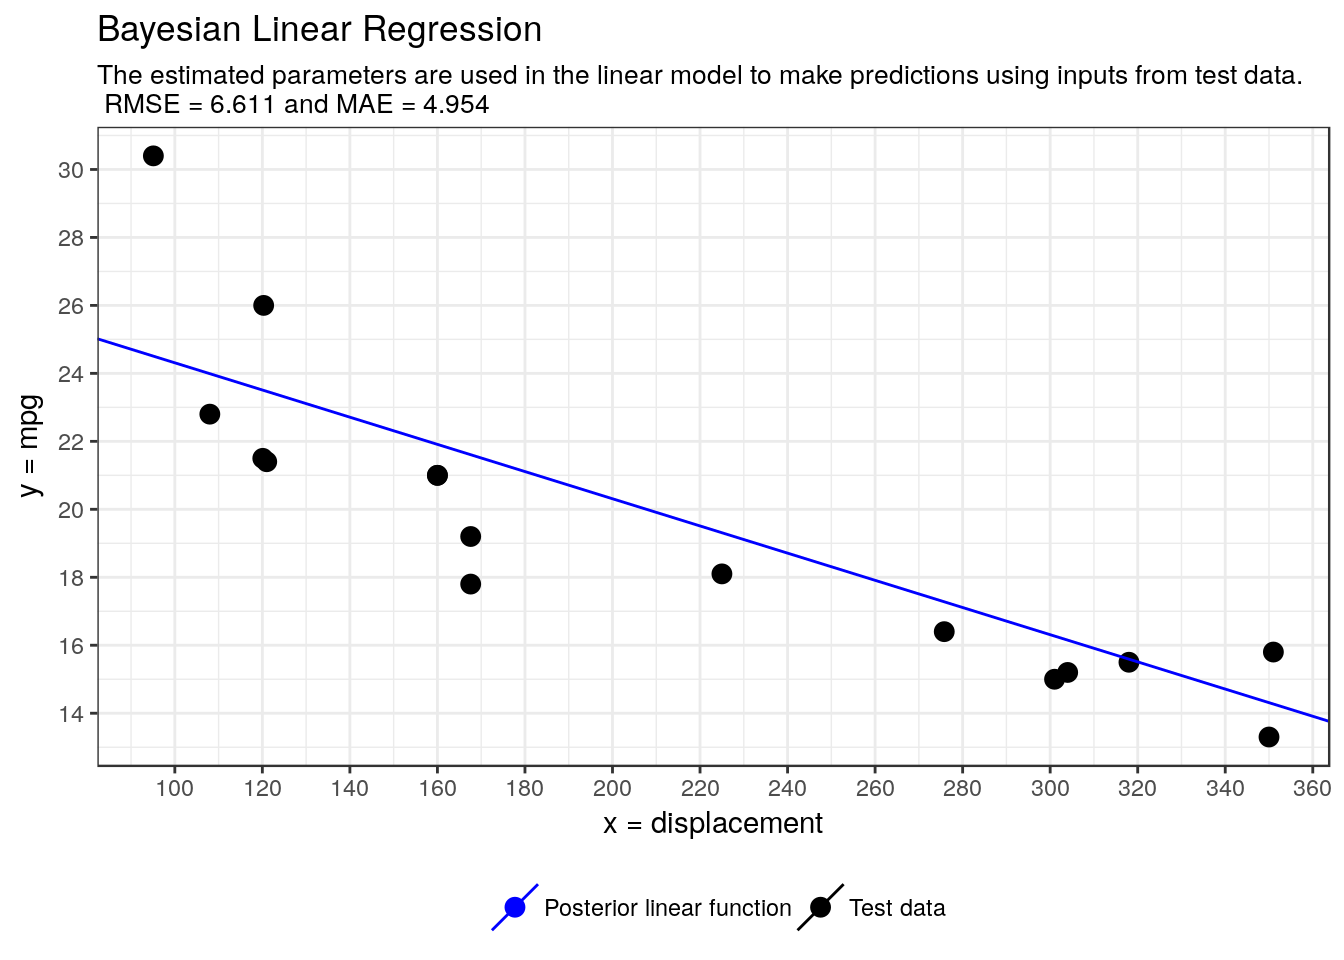 Bayesian Linear Regression
The estimated parameters are used in the linear model to make predictions using inputs from test data.
RMSE = 6.611 and MAE = 4.954
30
28
26
24
22
20
18
16
14
y = mpg
100 120 140 160 180 200 220 240 260 280 300 320 340 360
x = displacement
Posterior linear function Test data